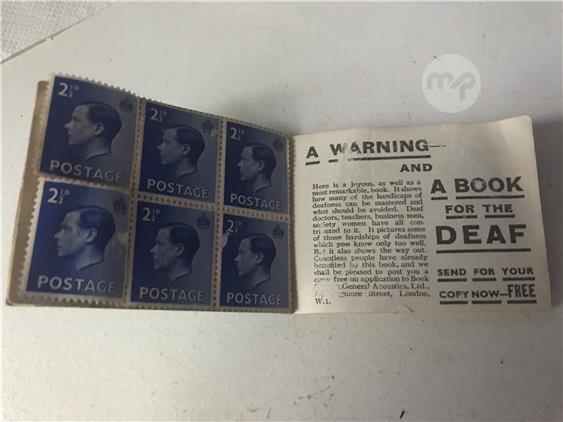 2½D
2½D
2½D
POSTAGE
POSTAGE
POSTAGE
2½D
2½D
2½D
POSTAGE
POSTAGE
POSTAGE
A WARNING—
AND
A BOOK
FOR THE
DEAF
SEND FOR YOUR
COPY NOW—FREE
Here is a joyous, as well as a
most remarkable, book. It shows
how many of the handicaps of
deafness can be mastered and
what should be avoided. Deaf
doctors, teachers, business men,
society women have all con-
tributed to it. It pictures some
of those hardships of deafness
which you know only too well.
But it also shows the way out.
Countless people have already
benefited by this book, and we
shall be pleased to post you a
copy free on application to Book
General Acoustics, Ltd.,
Street, London,
W.1.
mp